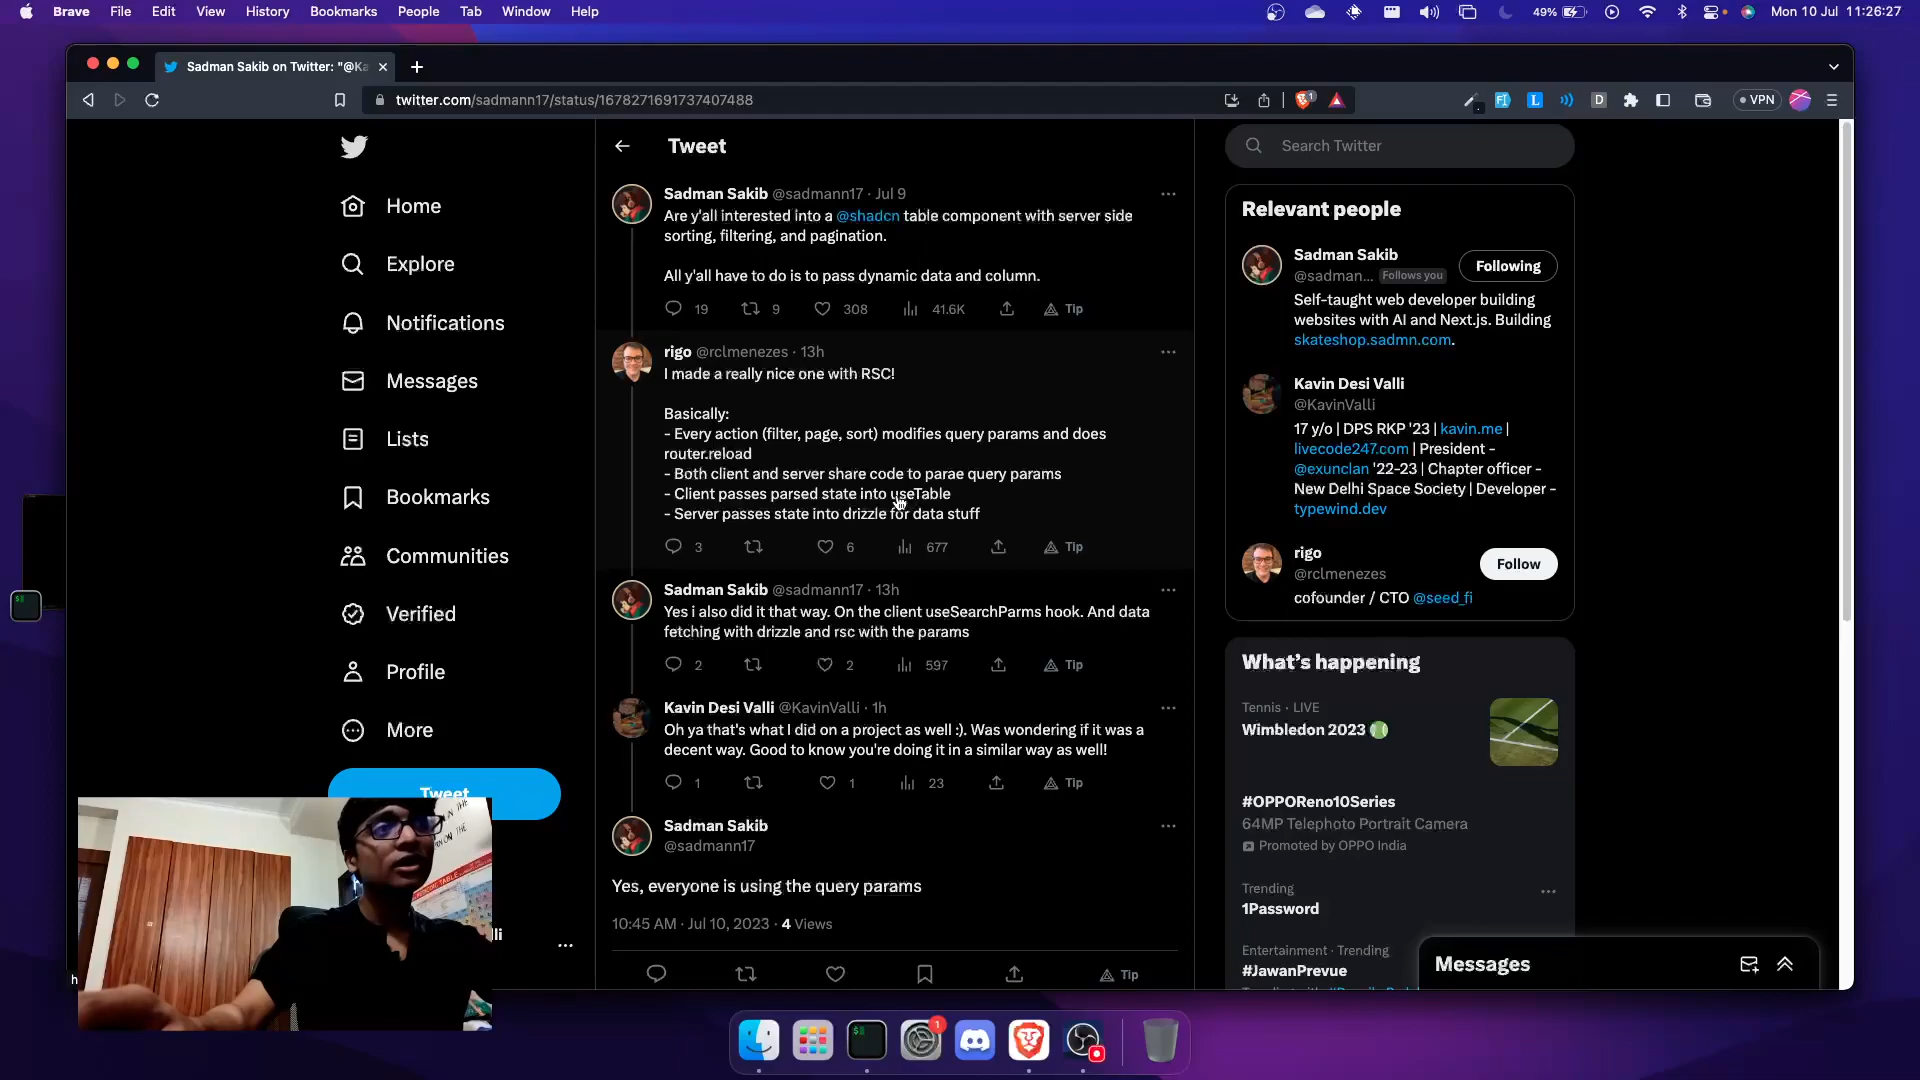 Brave File Edit View History Bookmarks People Tab Window Help
49% Mon 10 Jul 11:26:27
Sadman Sakib on Twitter: "@Ka
twitter.com/sadmann17/status/1678271691737407488
VPN
Tweet
Search Twitter
Home
Explore
Notifications
Messages
Lists
Bookmarks
Communities
Verified
Profile
More
Tweet
Sadman Sakib @sadmann17 · Jul 9
Are y'all interested into a @shadcn table component with server side
sorting, filtering, and pagination.
All y'all have to do is to pass dynamic data and column.
19 9 308 41.6K Tip
rigo @rclmenezes · 13h
I made a really nice one with RSC!
Basically:
- Every action (filter, page, sort) modifies query params and does
router.reload
- Both client and server share code to parae query params
- Client passes parsed state into useTable
- Server passes state into drizzle for data stuff
3 6 677 Tip
Sadman Sakib @sadmann17 · 13h
Yes i also did it that way. On the client useSearchParms hook. And data
fetching with drizzle and rsc with the params
2 2 597 Tip
Kavin Desi Valli @KavinValli · 1h
Oh ya that's what I did on a project as well :). Was wondering if it was a
decent way. Good to know you're doing it in a similar way as well!
1 1 23 Tip
Sadman Sakib
@sadmann17
Yes, everyone is using the query params
10:45 AM · Jul 10, 2023 · 4 Views
Tip
Relevant people
Sadman Sakib
@sadman... Follows you
Following
Self-taught web developer building
websites with AI and Next.js. Building
skateshop.sadmn.com.
Kavin Desi Valli
@KavinValli
17 y/o | DPS RKP '23 | kavin.me |
livecode247.com | President -
@exunclan '22-23 | Chapter officer -
New Delhi Space Society | Developer -
typewind.dev
rigo
@rclmenezes
Follow
cofounder / CTO @seed_fi
What's happening
Tennis · LIVE
Wimbledon 2023
#OPPOReno10Series
64MP Telephoto Portrait Camera
Promoted by OPPO India
Trending
1Password
Entertainment · Trending
#JawanPrevue
Messages